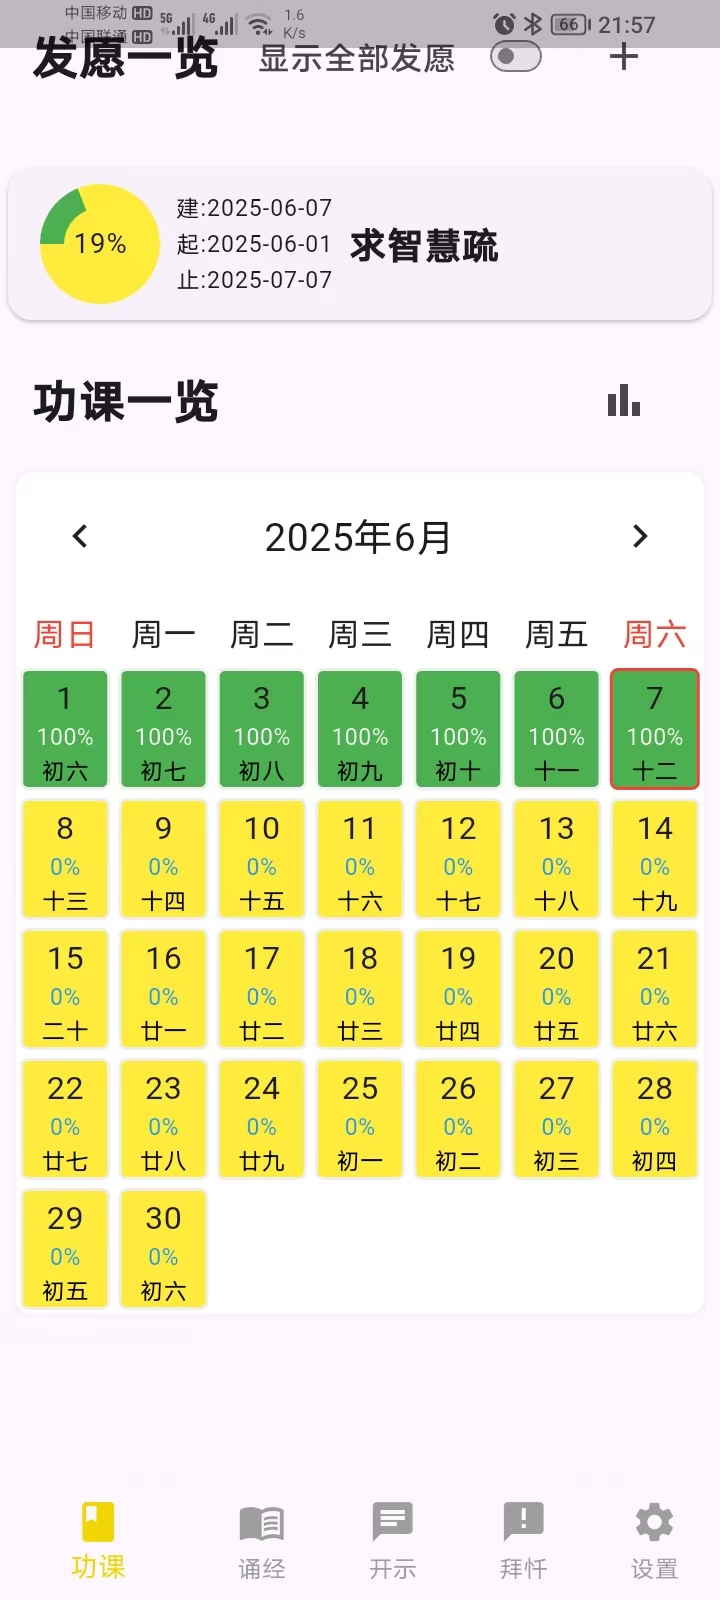 中国移动 HD 5G 4G 1.6 K/s 66 21:57
中国联通 HD
发愿一览 显示全部发愿
19%
建:2025-06-07
起:2025-06-01
止:2025-07-07
求智慧疏
功课一览
2025年6月
周日 周一 周二 周三 周四 周五 周六
1 2 3 4 5 6 7
100% 100% 100% 100% 100% 100% 100%
初六 初七 初八 初九 初十 十一 十二
8 9 10 11 12 13 14
0% 0% 0% 0% 0% 0% 0%
十三 十四 十五 十六 十七 十八 十九
15 16 17 18 19 20 21
0% 0% 0% 0% 0% 0% 0%
二十 廿一 廿二 廿三 廿四 廿五 廿六
22 23 24 25 26 27 28
0% 0% 0% 0% 0% 0% 0%
廿七 廿八 廿九 初一 初二 初三 初四
29 30
0% 0%
初五 初六
功课 诵经 开示 拜忏 设置